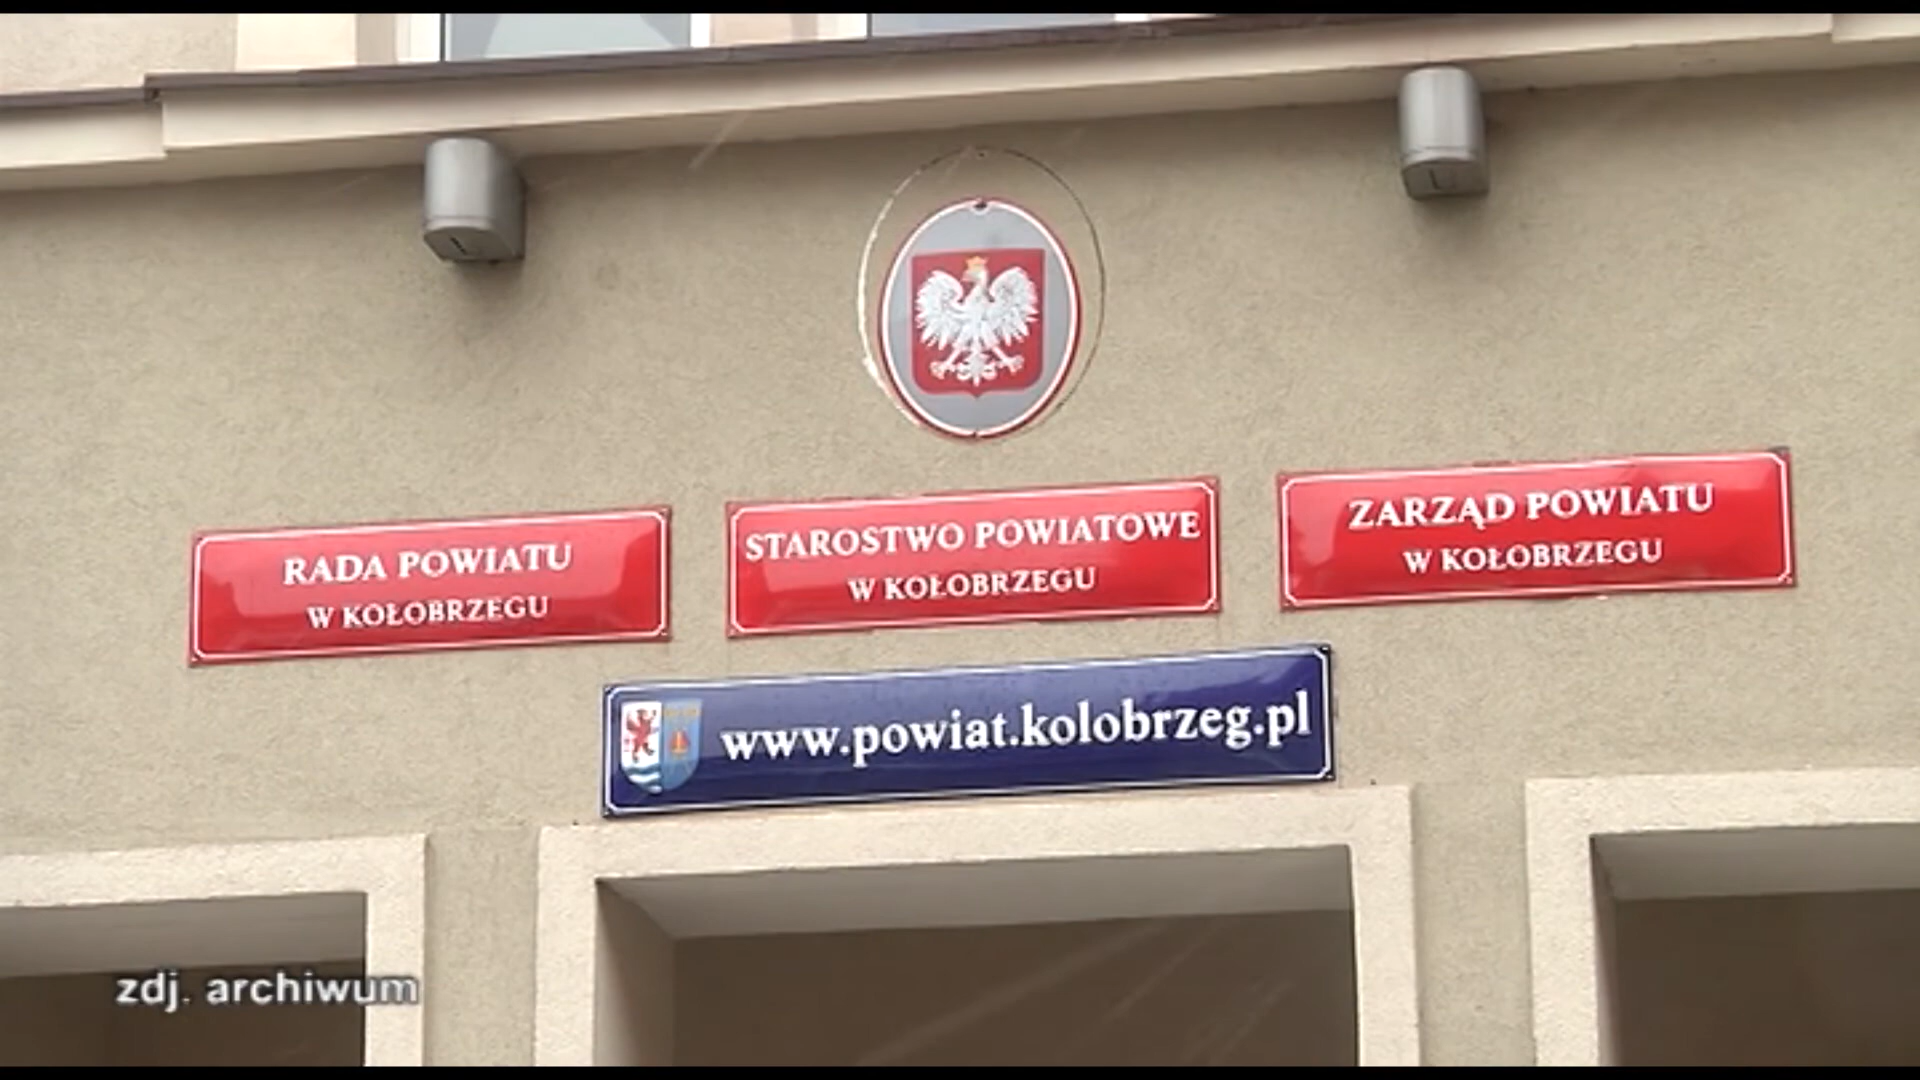 RADA POWIATU
W KOŁOBRZEGU
STAROSTWO POWIATOWE
W KOŁOBRZEGU
ZARZĄD POWIATU
W KOŁOBRZEGU
www.powiat.kolobrzeg.pl
zdj. archiwum